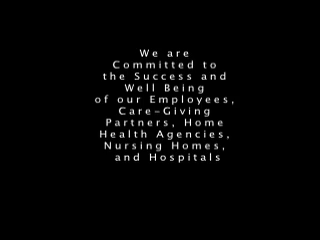 We are
Committed to
the Success and
Well Being
of our Employees,
Care-Giving
Partners, Home
Health Agencies,
Nursing Homes,
and Hospitals